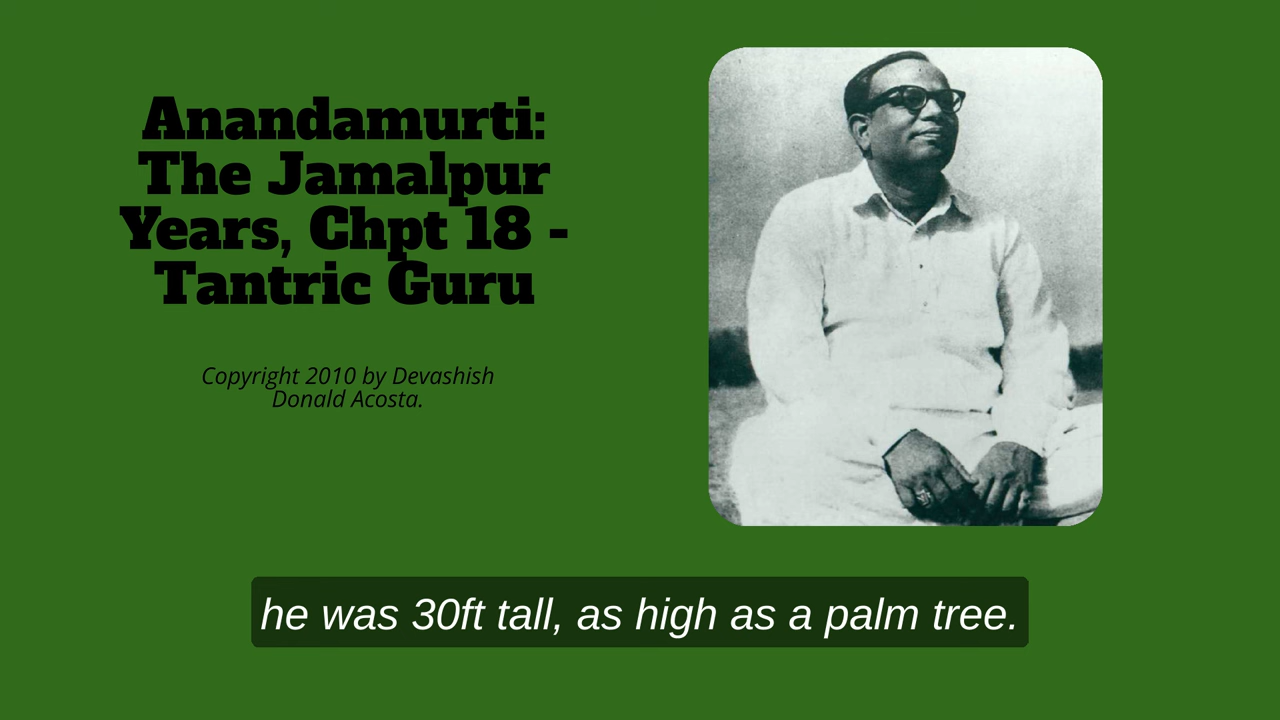 Anandamurti:
The Jamalpur
Years, Chpt 18 -
Tantric Guru
Copyright 2010 by Devashish
Donald Acosta.
he was 30ft tall, as high as a palm tree.